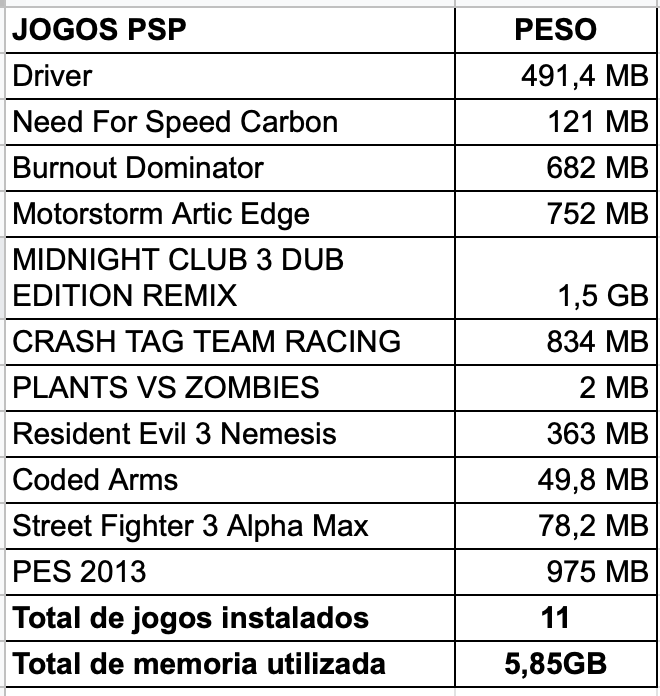 JOGOS PSP PESO
Driver 491,4 MB
Need For Speed Carbon 121 MB
Burnout Dominator 682 MB
Motorstorm Artic Edge 752 MB
MIDNIGHT CLUB 3 DUB
EDITION REMIX 1,5 GB
CRASH TAG TEAM RACING 834 MB
PLANTS VS ZOMBIES 2 MB
Resident Evil 3 Nemesis 363 MB
Coded Arms 49,8 MB
Street Fighter 3 Alpha Max 78,2 MB
PES 2013 975 MB
Total de jogos instalados 11
Total de memoria utilizada 5,85GB